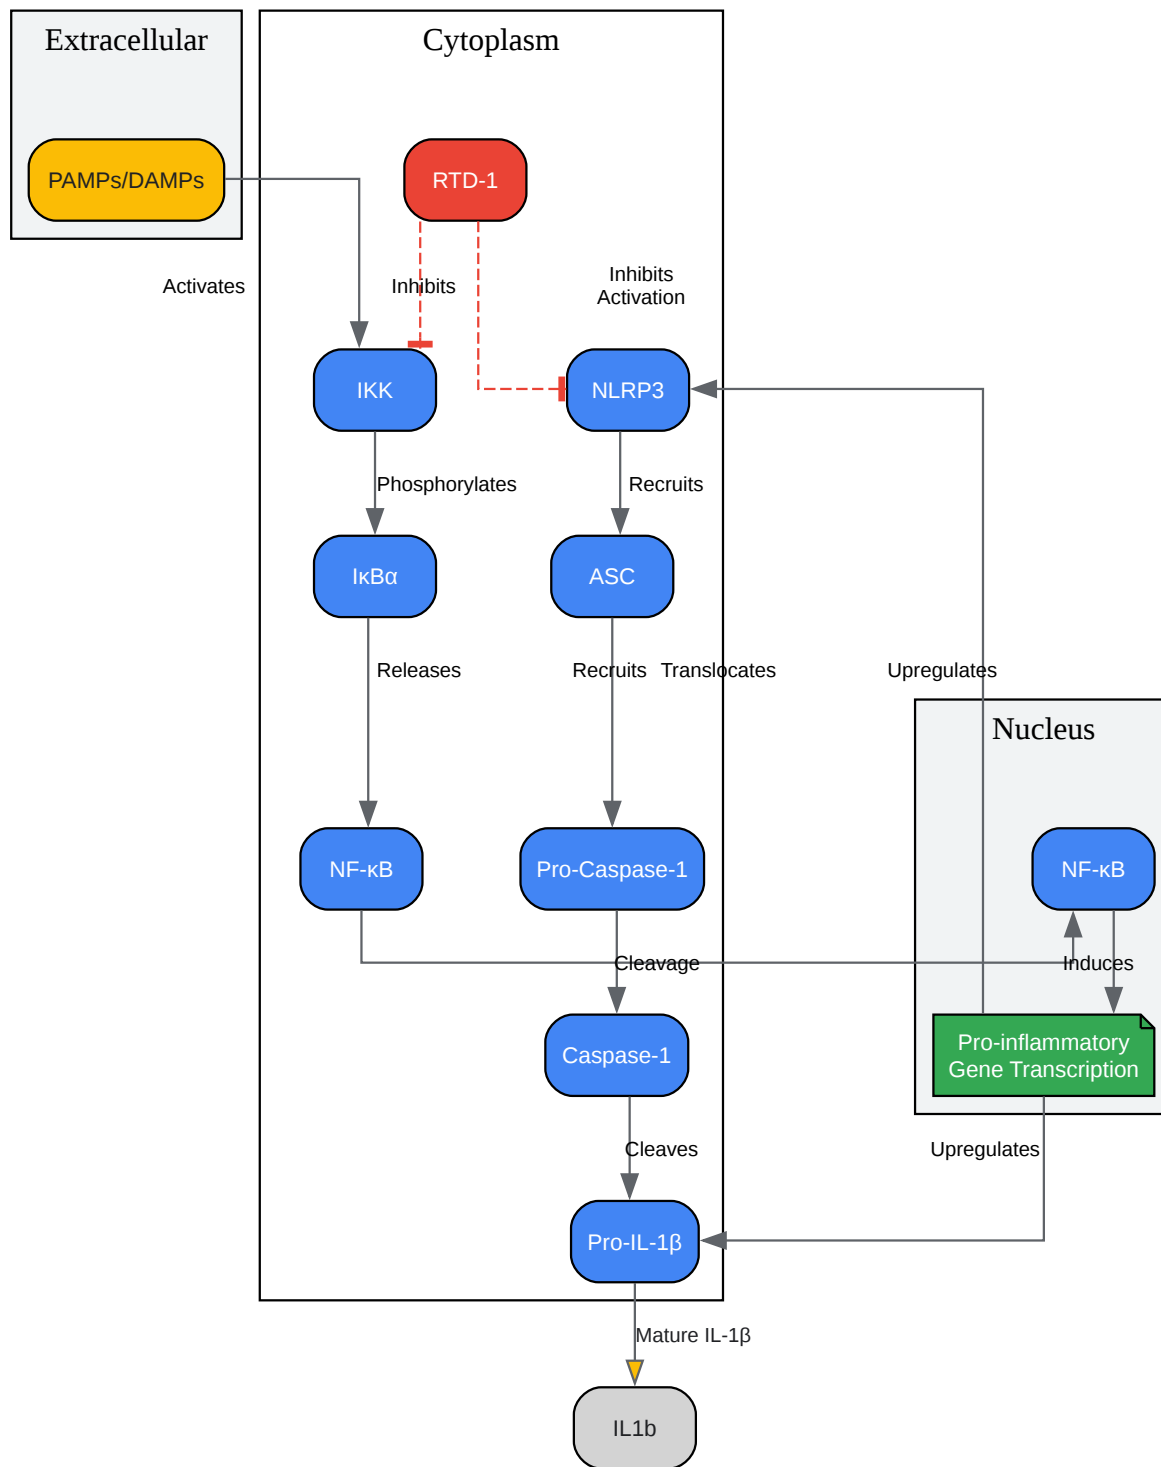 Extracellular
Cytoplasm
PAMPs/DAMPs
RTD-1
Activates
Inhibits
Inhibits
Activation
IKK
NLRP3
Phosphorylates
Recruits
IκBα
ASC
Releases
Recruits
Translocates
Upregulates
Nucleus
NF-κB
Pro-Caspase-1
NF-κB
Cleavage
Induces
Caspase-1
Pro-inflammatory
Gene Transcription
Cleaves
Upregulates
Pro-IL-1β
Mature IL-1β
IL1b